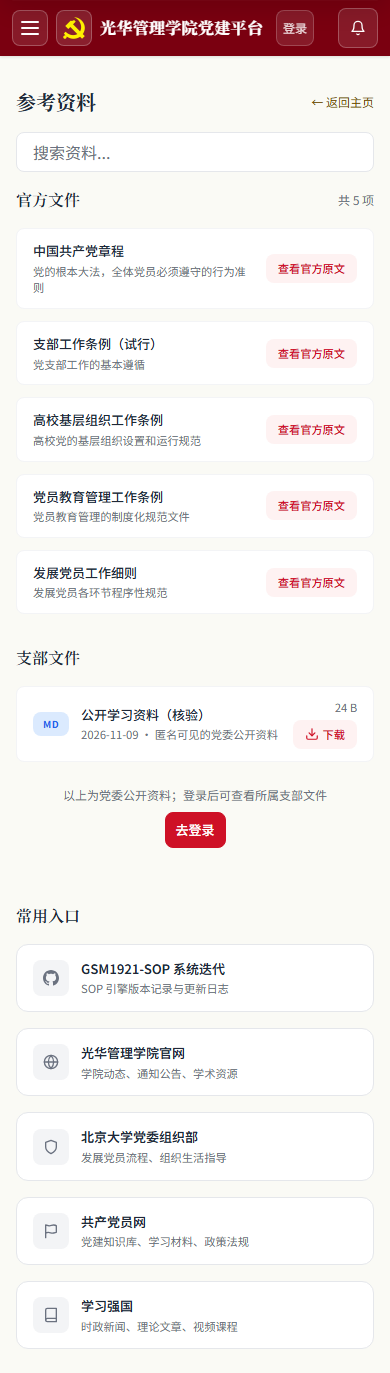 光华管理学院党建平台
登录
参考资料
← 返回主页
搜索资料...
官方文件
共 5 项
中国共产党章程
党的根本大法，全体党员必须遵守的行为准
则
查看官方原文
支部工作条例（试行）
党支部工作的基本遵循
查看官方原文
高校基层组织工作条例
高校党的基层组织设置和运行规范
查看官方原文
党员教育管理工作条例
党员教育管理的制度化规范文件
查看官方原文
发展党员工作细则
发展党员各环节程序性规范
查看官方原文
支部文件
MD
公开学习资料（核验）
2026-11-09 · 匿名可见的党委公开资料
24 B
下载
以上为党委公开资料；登录后可查看所属支部文件
去登录
常用入口
GSM1921-SOP 系统迭代
SOP 引擎版本记录与更新日志
光华管理学院官网
学院动态、通知公告、学术资源
北京大学党委组织部
发展党员流程、组织生活指导
共产党员网
党建知识库、学习材料、政策法规
学习强国
时政新闻、理论文章、视频课程